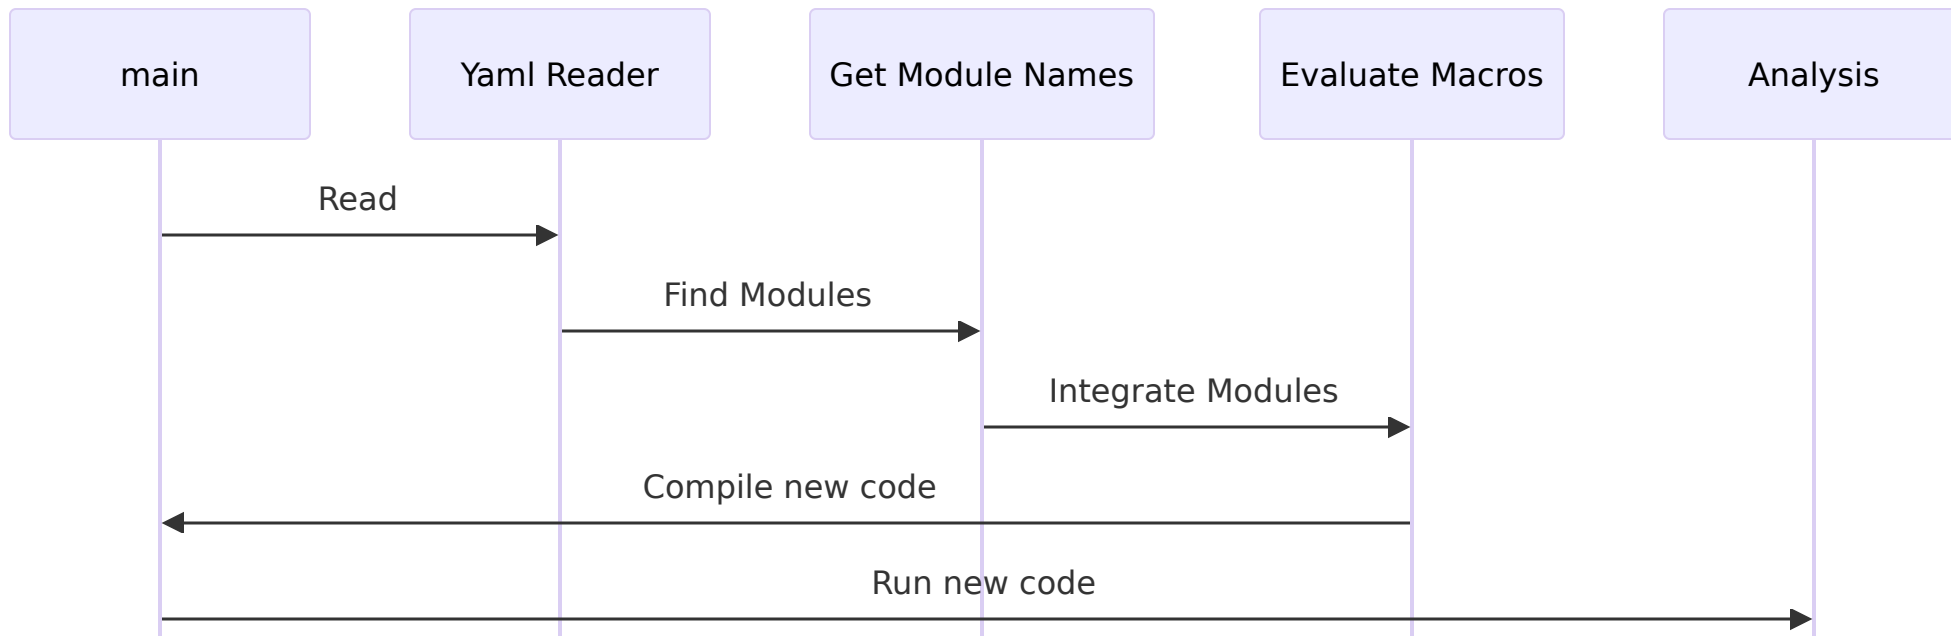 main
Yaml Reader
Get Module Names
Evaluate Macros
Analysis
Read
Find Modules
Integrate Modules
Compile new code
Run new code